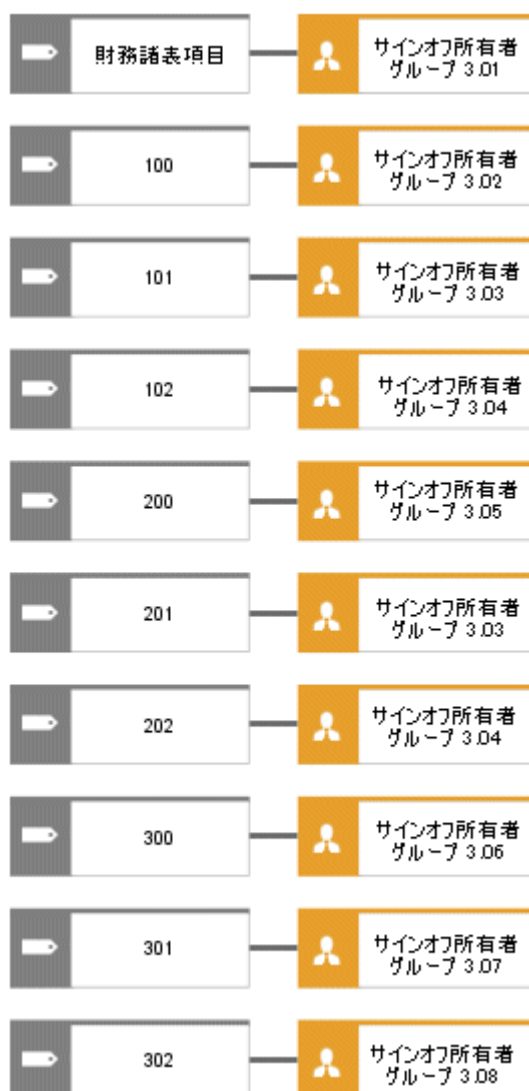 財務諸表項目
サインオフ所有者
グループ 3.01
100
サインオフ所有者
グループ 3.02
101
サインオフ所有者
グループ 3.03
102
サインオフ所有者
グループ 3.04
200
サインオフ所有者
グループ 3.05
201
サインオフ所有者
グループ 3.03
202
サインオフ所有者
グループ 3.04
300
サインオフ所有者
グループ 3.06
301
サインオフ所有者
グループ 3.07
302
サインオフ所有者
グループ 3.08